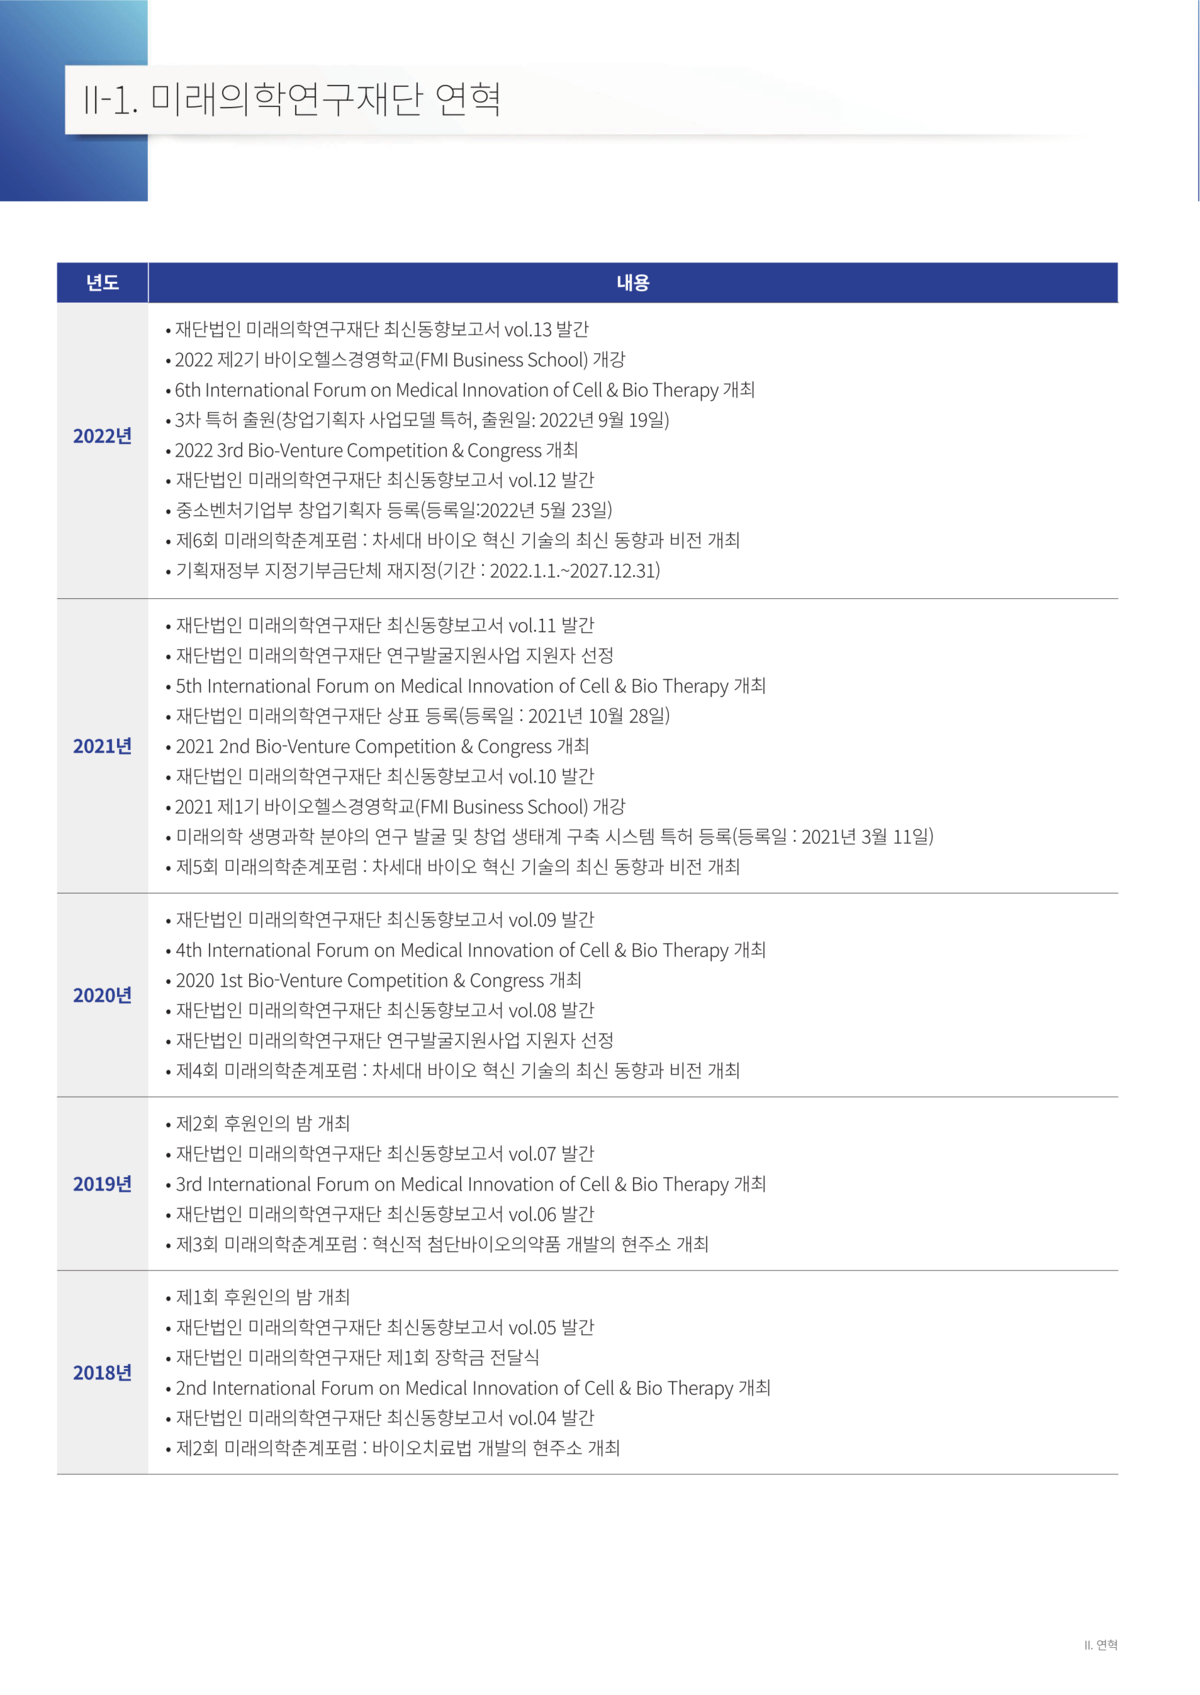 II-1. 미래의학연구재단 연혁
년도 내용
2022년
• 재단법인 미래의학연구재단 최신동향보고서 vol.13 발간
• 2022 제2기 바이오헬스경영학교(FMI Business School) 개강
• 6th International Forum on Medical Innovation of Cell & Bio Therapy 개최
• 3차 특허 출원(창업기획자 사업모델 특허, 출원일: 2022년 9월 19일)
• 2022 3rd Bio-Venture Competition & Congress 개최
• 재단법인 미래의학연구재단 최신동향보고서 vol.12 발간
• 중소벤처기업부 창업기획자 등록(등록일:2022년 5월 23일)
• 제6회 미래의학춘계포럼 : 차세대 바이오 혁신 기술의 최신 동향과 비전 개최
• 기획재정부 지정기부금단체 재지정(기간 : 2022.1.1.~2027.12.31)
2021년
• 재단법인 미래의학연구재단 최신동향보고서 vol.11 발간
• 재단법인 미래의학연구재단 연구발굴지원사업 지원자 선정
• 5th International Forum on Medical Innovation of Cell & Bio Therapy 개최
• 재단법인 미래의학연구재단 상표 등록(등록일 : 2021년 10월 28일)
• 2021 2nd Bio-Venture Competition & Congress 개최
• 재단법인 미래의학연구재단 최신동향보고서 vol.10 발간
• 2021 제1기 바이오헬스경영학교(FMI Business School) 개강
• 미래의학 생명과학 분야의 연구 발굴 및 창업 생태계 구축 시스템 특허 등록(등록일 : 2021년 3월 11일)
• 제5회 미래의학춘계포럼 : 차세대 바이오 혁신 기술의 최신 동향과 비전 개최
2020년
• 재단법인 미래의학연구재단 최신동향보고서 vol.09 발간
• 4th International Forum on Medical Innovation of Cell & Bio Therapy 개최
• 2020 1st Bio-Venture Competition & Congress 개최
• 재단법인 미래의학연구재단 최신동향보고서 vol.08 발간
• 재단법인 미래의학연구재단 연구발굴지원사업 지원자 선정
• 제4회 미래의학춘계포럼 : 차세대 바이오 혁신 기술의 최신 동향과 비전 개최
2019년
• 제2회 후원인의 밤 개최
• 재단법인 미래의학연구재단 최신동향보고서 vol.07 발간
• 3rd International Forum on Medical Innovation of Cell & Bio Therapy 개최
• 재단법인 미래의학연구재단 최신동향보고서 vol.06 발간
• 제3회 미래의학춘계포럼 : 혁신적 첨단바이오의약품 개발의 현주소 개최
2018년
• 제1회 후원인의 밤 개최
• 재단법인 미래의학연구재단 최신동향보고서 vol.05 발간
• 재단법인 미래의학연구재단 제1회 장학금 전달식
• 2nd International Forum on Medical Innovation of Cell & Bio Therapy 개최
• 재단법인 미래의학연구재단 최신동향보고서 vol.04 발간
• 제2회 미래의학춘계포럼 : 바이오치료법 개발의 현주소 개최
II. 연혁